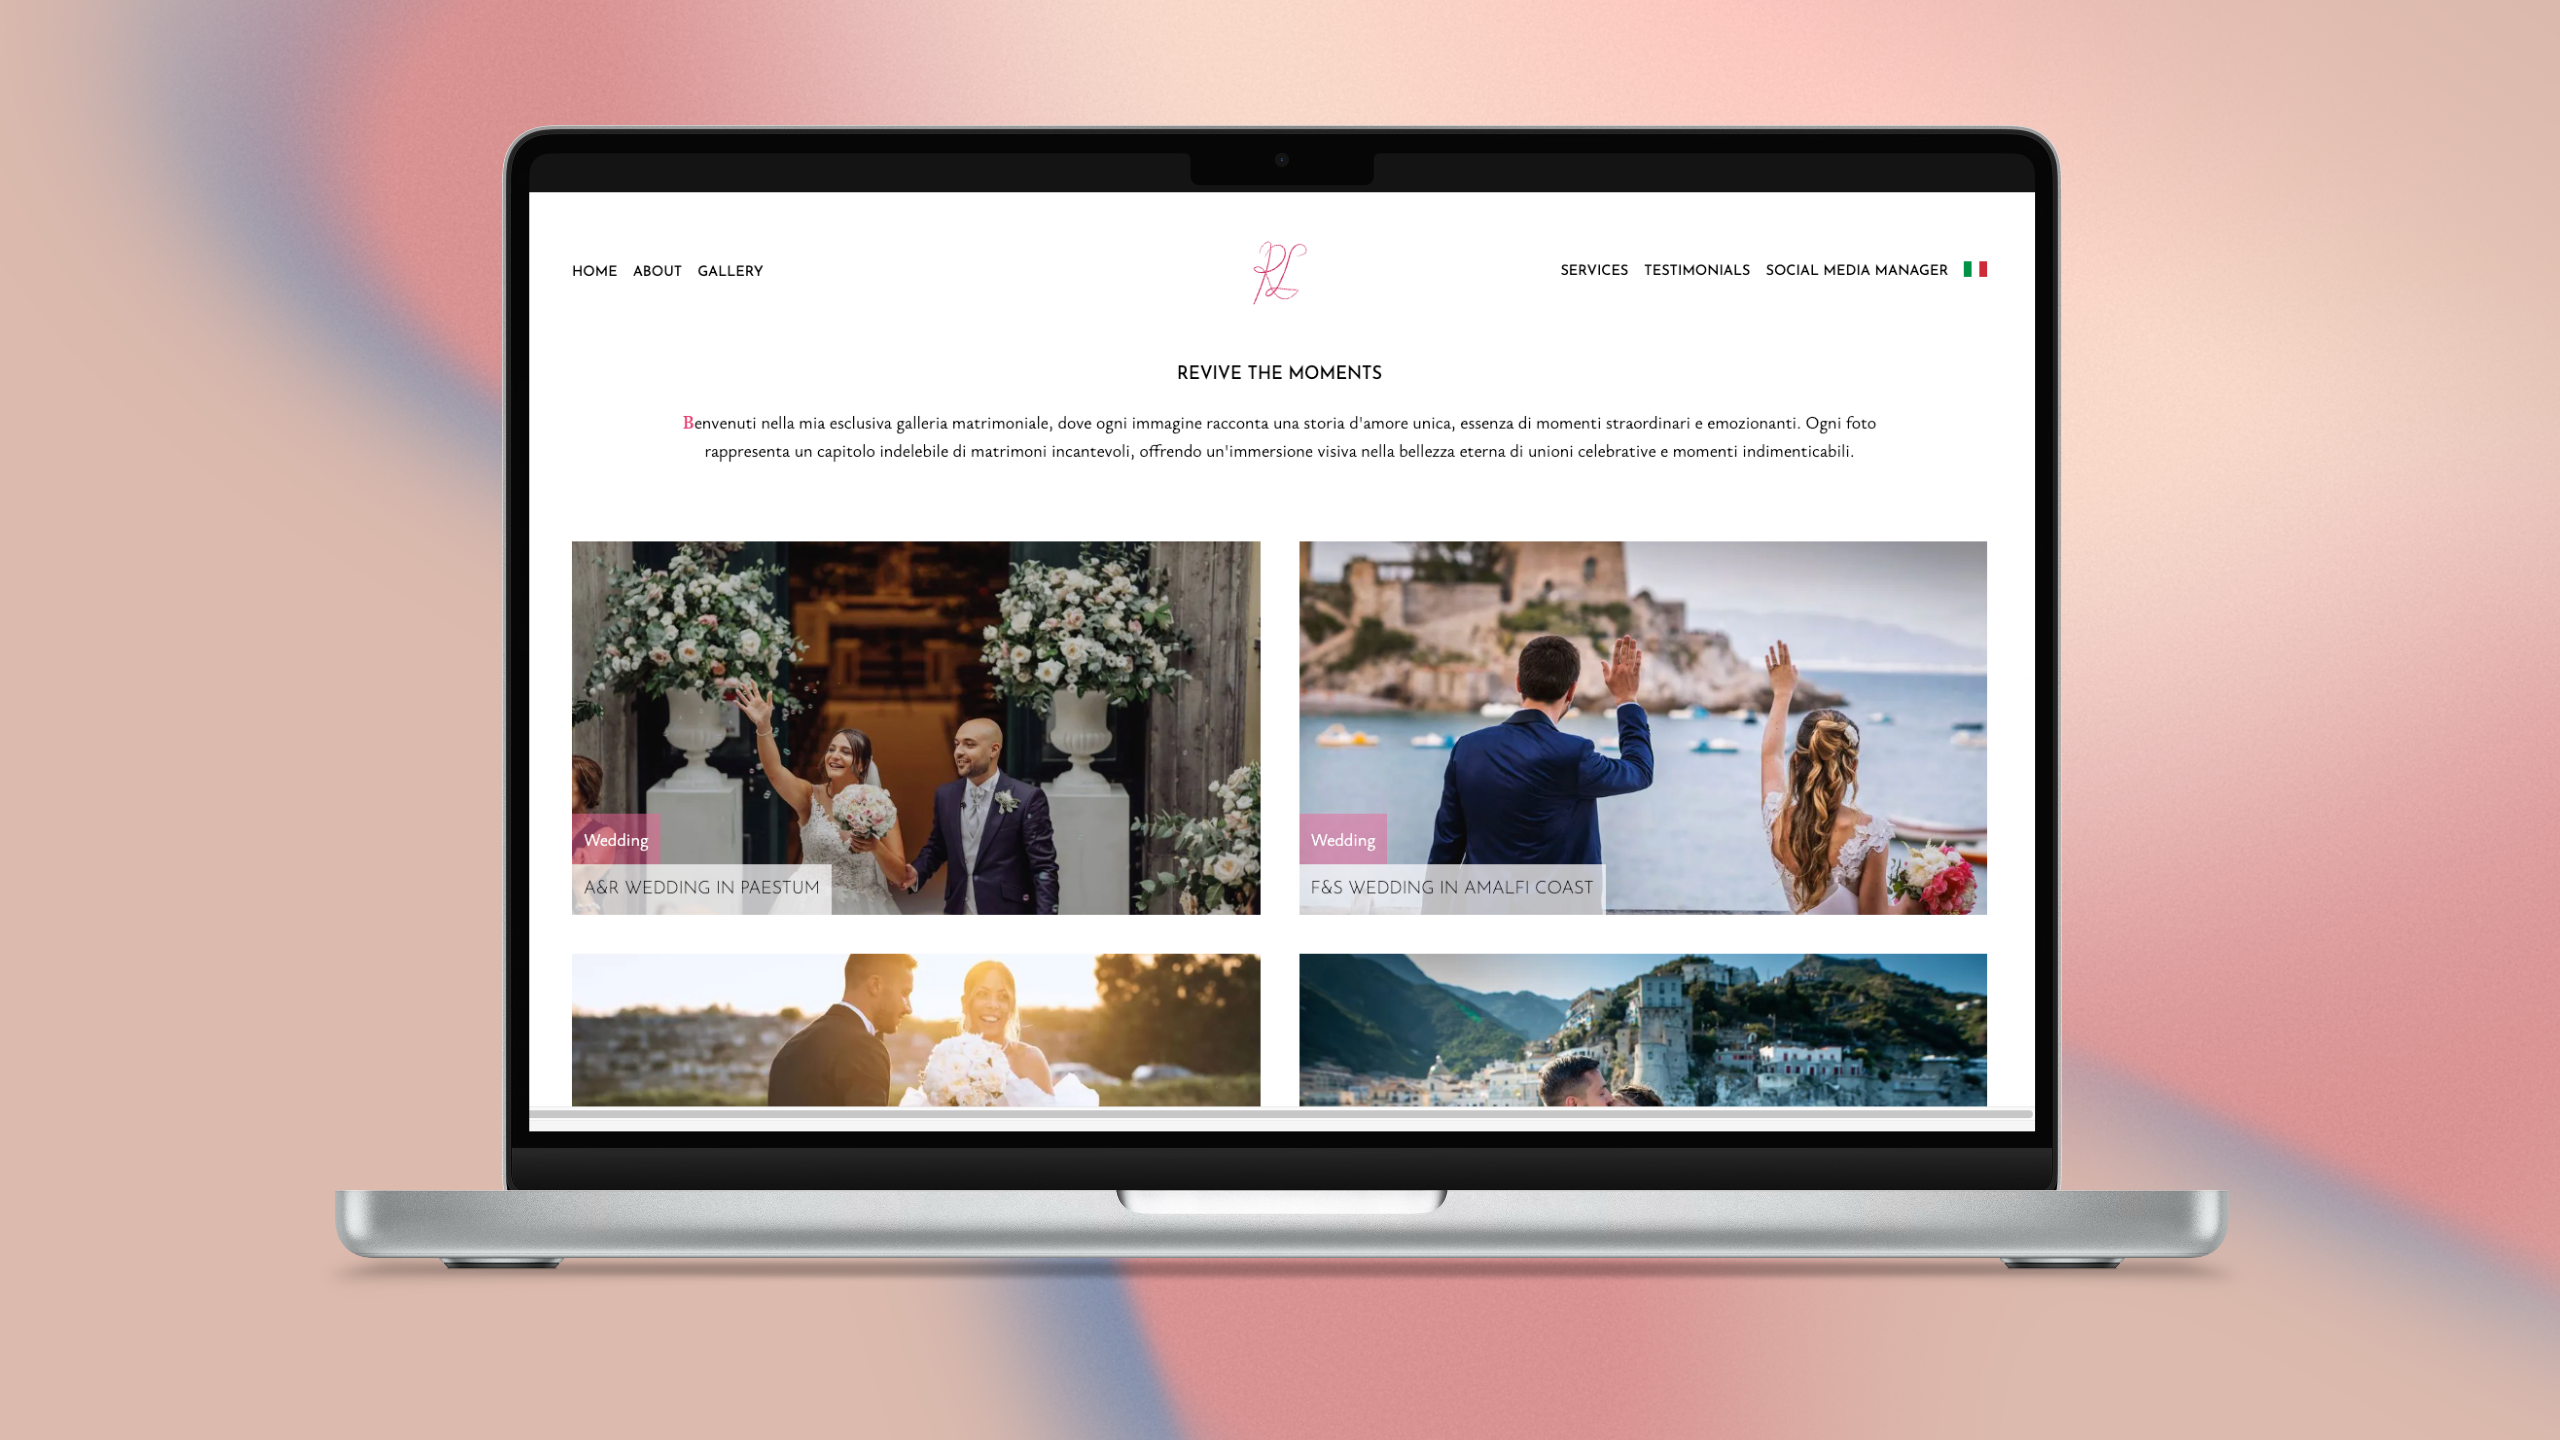 HOME ABOUT GALLERY
RL
SERVICES TESTIMONIALS SOCIAL MEDIA MANAGER
REVIVE THE MOMENTS
Benvenuti nella mia esclusiva galleria matrimoniale, dove ogni immagine racconta una storia d'amore unica, essenza di momenti straordinari e emozionanti. Ogni foto
rappresenta un capitolo indelebile di matrimoni incantevoli, offrendo un'immersione visiva nella bellezza eterna di unioni celebrative e momenti indimenticabili.
Wedding
A&R WEDDING IN PAESTUM
Wedding
F&S WEDDING IN AMALFI COAST